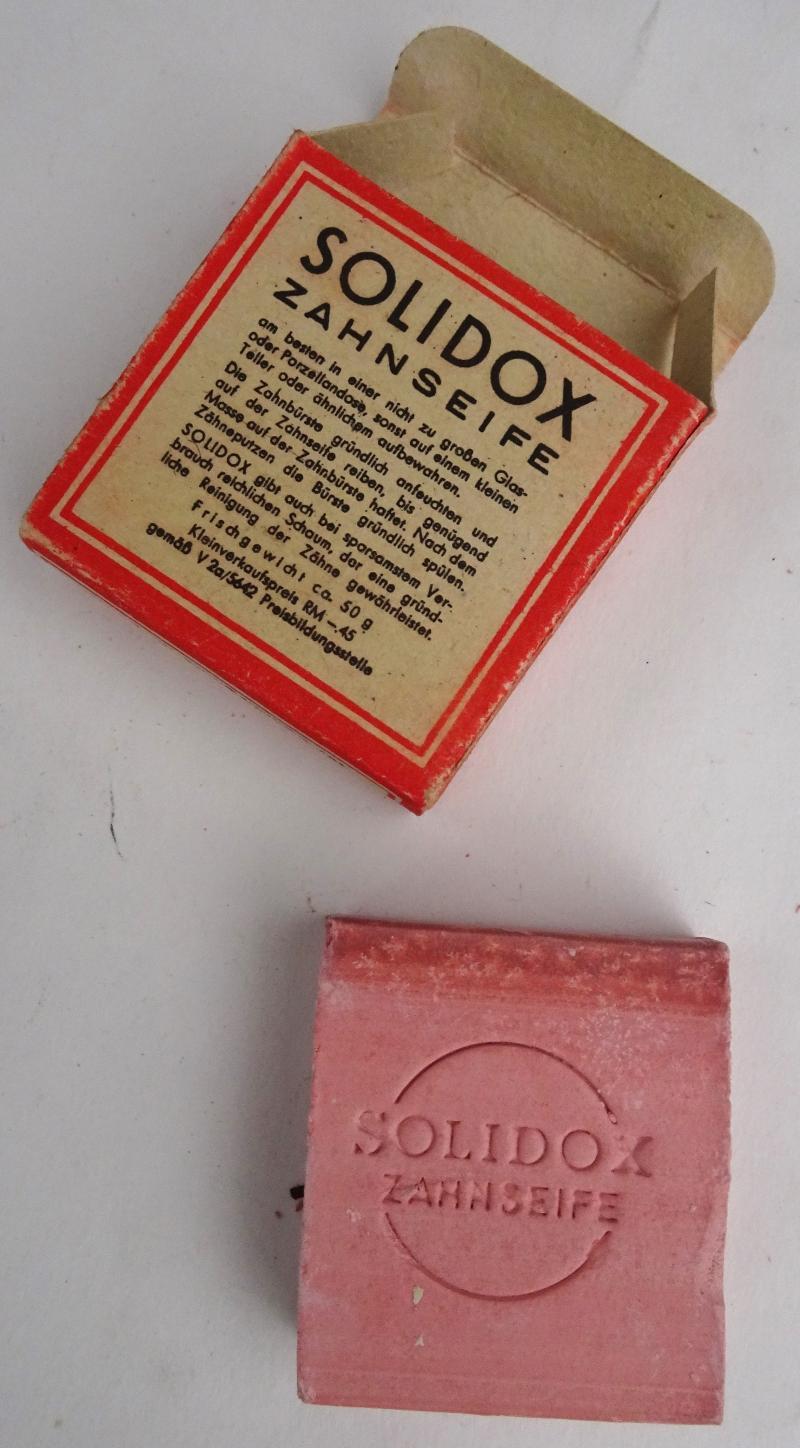 SOLIDOX
ZAHNSEIFE
am besten in einer nicht zu großen Glas-
oder Porzellandose, sonst auf einem kleinen
Teller oder ähnlichem aufbewahren.
Die Zahnbürste gründlich anfeuchten und
auf der Zahnseife reiben, bis genügend
Masse auf der Zahnbürste haftet. Nach dem
Zähneputzen die Bürste gründlich spülen.
SOLIDOX gibt auch bei sparsamstem Ver-
brauch reichlichen Schaum, der eine gründ-
liche Reinigung der Zähne gewährleistet.
Frischgewicht ca. 50 g
Kleinverkaufspreis RM -.45
gemäß V 2a/5642 Preisbildungsstelle
SOLIDOX
ZAHNSEIFE